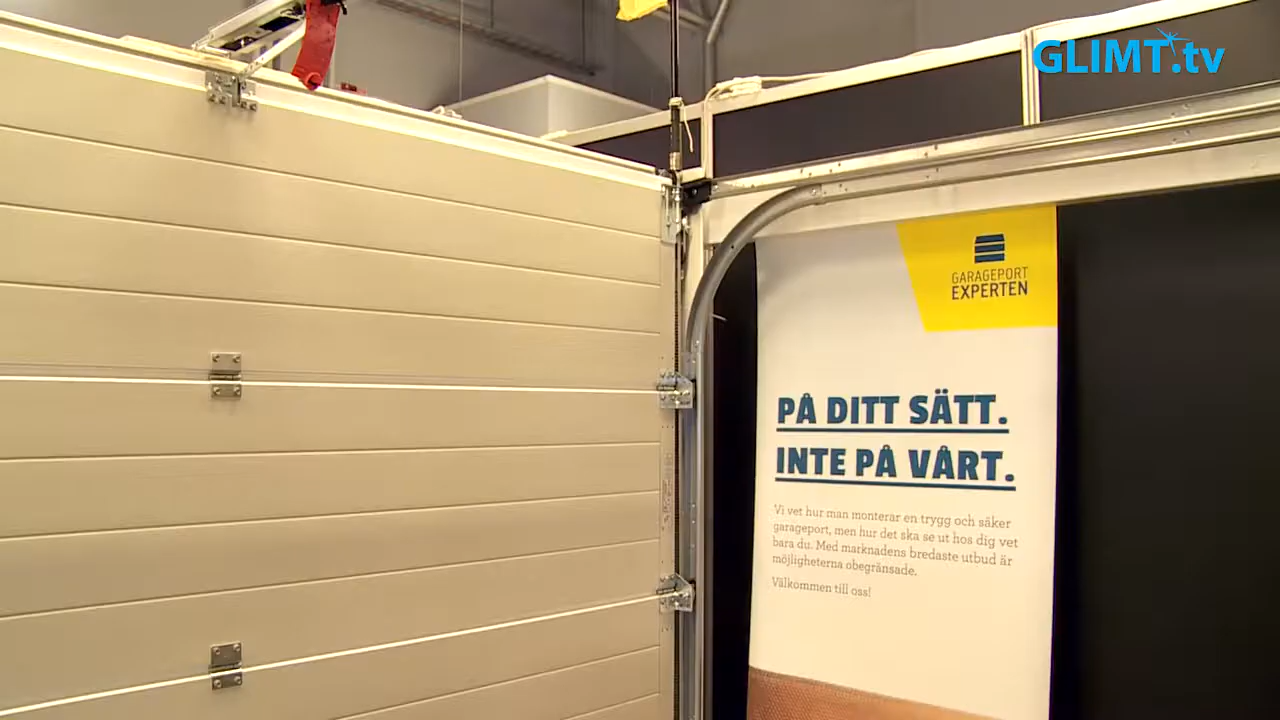 GLIMT.tv
GARAGEPORT
EXPERTEN
PÅ DITT SÄTT.
INTE PÅ VÅRT.
Vi vet hur man monterar en trygg och säker
garageport, men hur det ska se ut hos dig vet
bara du. Med marknadens bredaste utbud är
möjligheterna obegränsade.
Välkommen till oss!